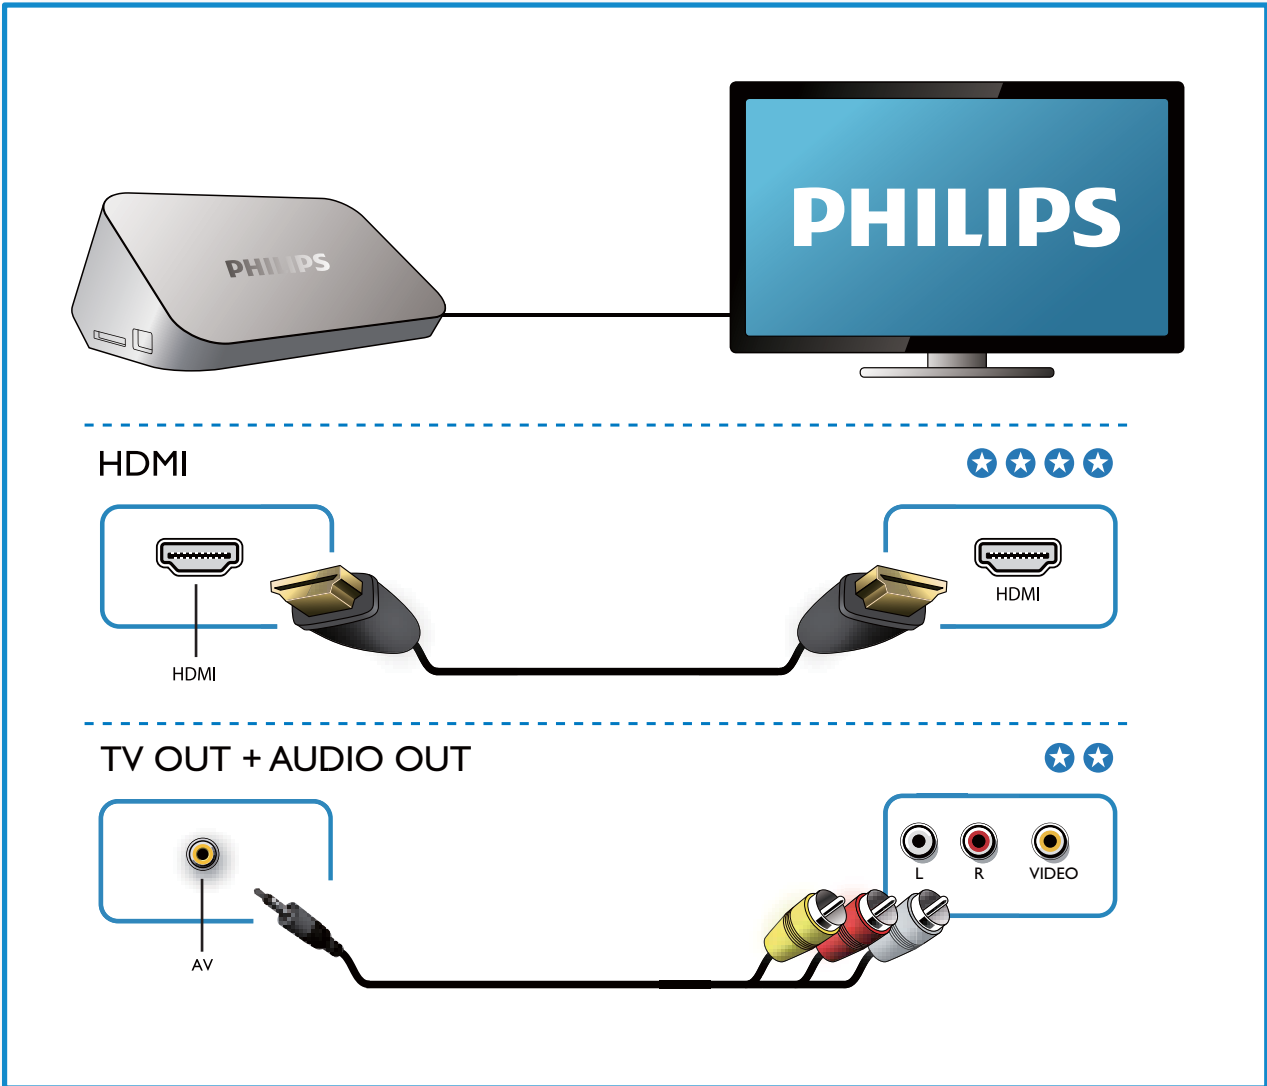 PHILIPS
PHILIPS
HDMI
HDMI
HDMI
TV OUT + AUDIO OUT
L R VIDEO
AV